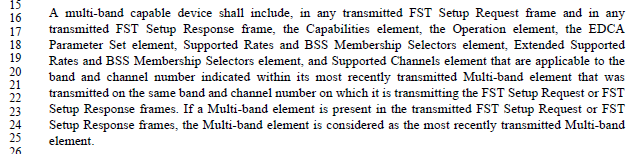 15
16 A multi-band capable device shall include, in any transmitted FST Setup Request frame and in any
17 transmitted FST Setup Response frame, the Capabilities element, the Operation element, the EDCA
18 Parameter Set element, Supported Rates and BSS Membership Selectors element, Extended Supported
19 Rates and BSS Membership Selectors element, and Supported Channels element that are applicable to the
20 band and channel number indicated within its most recently transmitted Multi-band element that was
21 transmitted on the same band and channel number on which it is transmitting the FST Setup Request or FST
22 Setup Response frames. If a Multi-band element is present in the transmitted FST Setup Request or FST
23
24 Setup Response frames, the Multi-band element is considered as the most recently transmitted Multi-band
25 element.
26